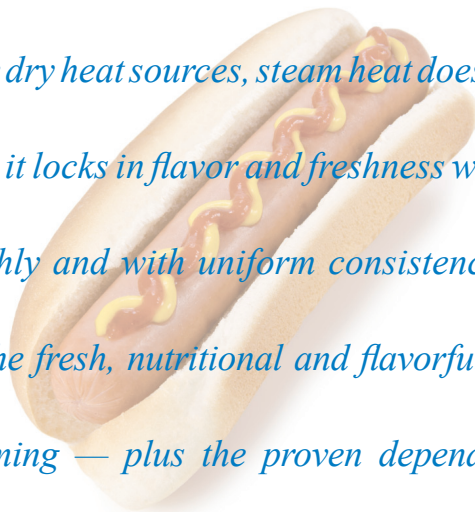 dry heat sources, steam heat does
it locks in flavor and freshness w
hly and with uniform consistenc
ne fresh, nutritional and flavorfu
ning — plus the proven depend